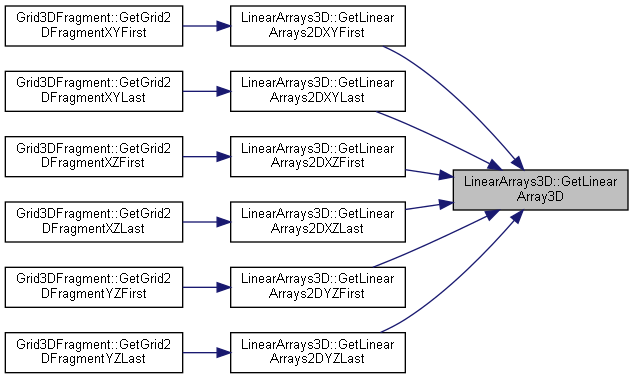 Grid3DFragment::GetGrid2
DFragmentXYFirst
LinearArrays3D::GetLinear
Arrays2DXYFirst
Grid3DFragment::GetGrid2
DFragmentXYLast
LinearArrays3D::GetLinear
Arrays2DXYLast
Grid3DFragment::GetGrid2
DFragmentXZFirst
LinearArrays3D::GetLinear
Arrays2DXZFirst
LinearArrays3D::GetLinear
Array3D
Grid3DFragment::GetGrid2
DFragmentXZLast
LinearArrays3D::GetLinear
Arrays2DXZLast
Grid3DFragment::GetGrid2
DFragmentYZFirst
LinearArrays3D::GetLinear
Arrays2DYZFirst
Grid3DFragment::GetGrid2
DFragmentYZLast
LinearArrays3D::GetLinear
Arrays2DYZLast